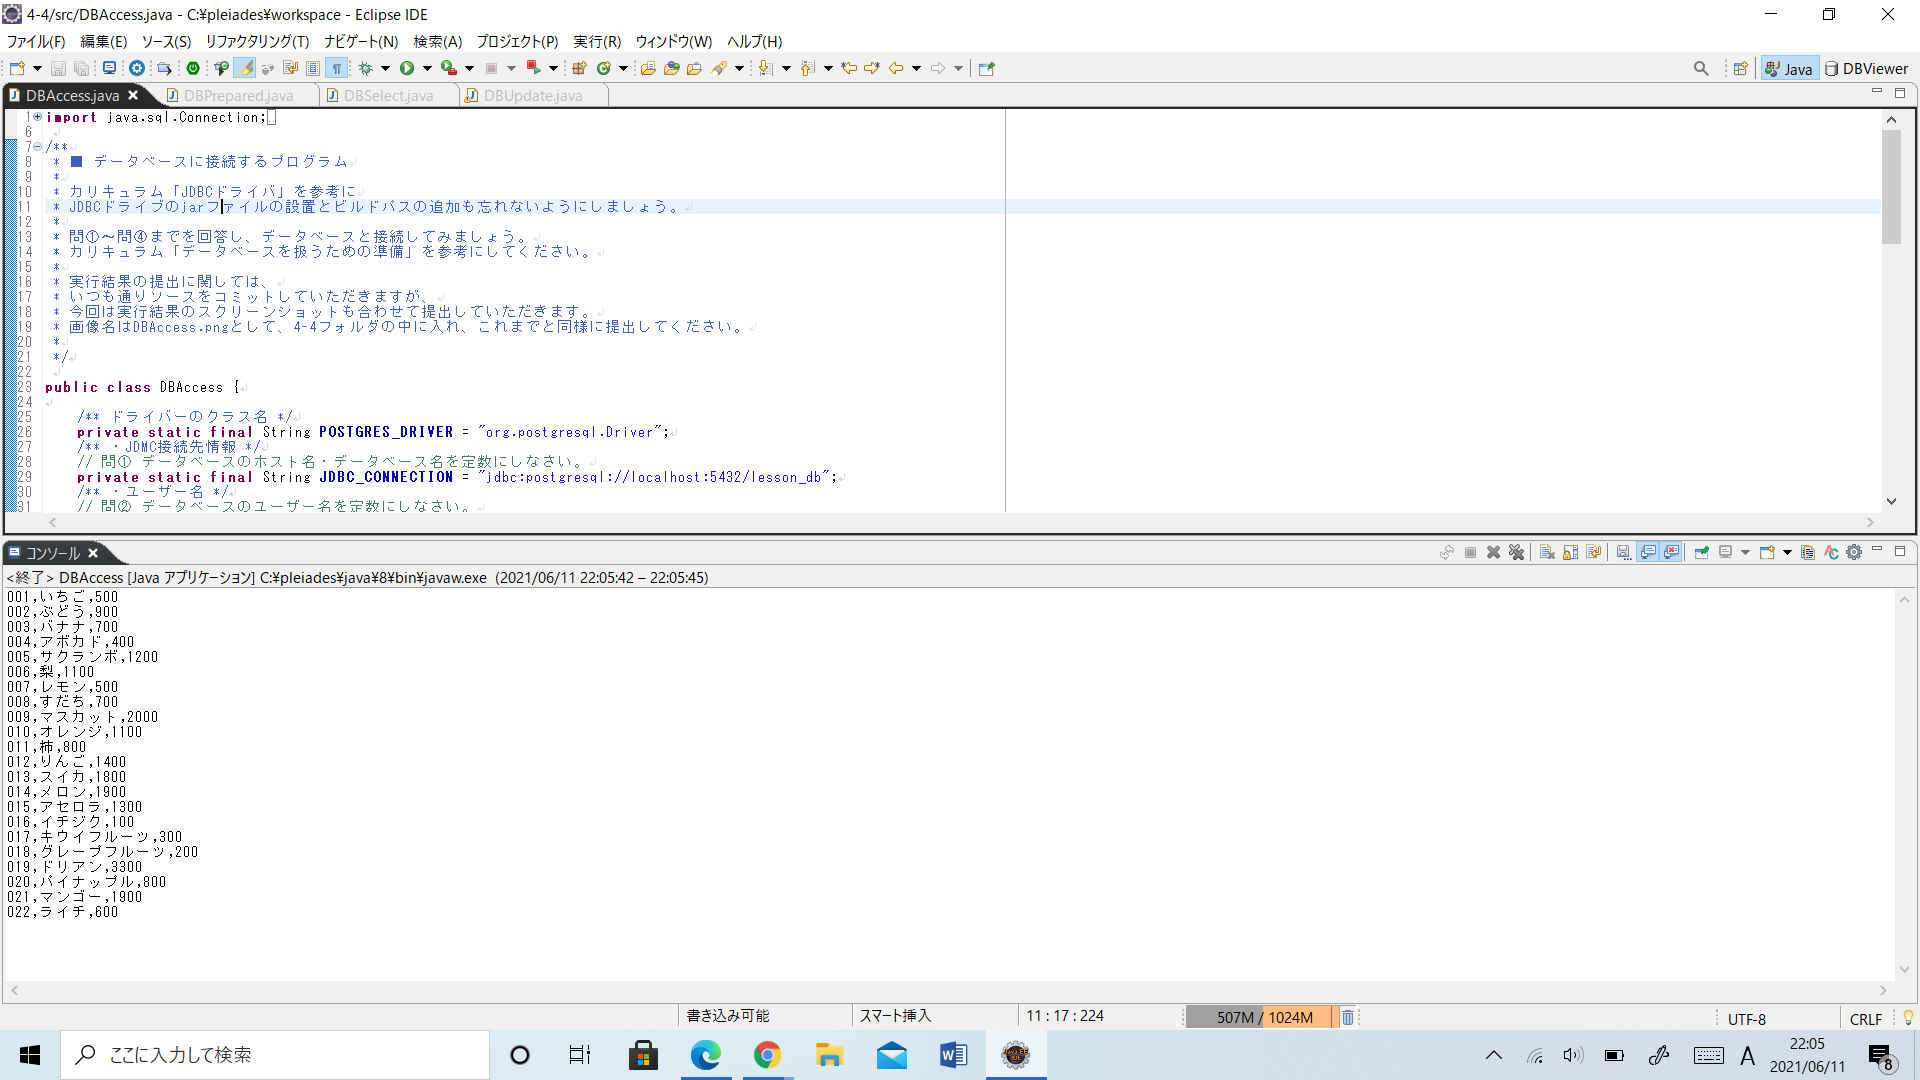 4-4/src/DBAccess.java - C:¥pleiades¥workspace - Eclipse IDE
ファイル(F) 編集(E) ソース(S) リファクタリング(T) ナビゲート(N) 検索(A) プロジェクト(P) 実行(R) ウィンドウ(W) ヘルプ(H)
Java DBViewer
DBAccess.java DBPrepared.java DBSelect.java DBUpdate.java
1 import java.sql.Connection;
6
7 /**
8 * ■ データベースに接続するプログラム
9 *
10 * カリキュラム「JDBCドライバ」を参考に
11 * JDBCドライブのjarファイルの設置とビルドパスの追加も忘れないようにしましょう。
12 *
13 * 問①～問④までを回答し、データベースと接続してみましょう。
14 * カリキュラム「データベースを扱うための準備」を参考にしてください。
15 *
16 * 実行結果の提出に関しては、
17 * いつも通りソースをコミットしていただきますが、
18 * 今回は実行結果のスクリーンショットも合わせて提出していただきます。
19 * 画像名はDBAccess.pngとして、4-4フォルダの中に入れ、これまでと同様に提出してください。
20 *
21 */
22
23 public class DBAccess {
24
25 /** ドライバーのクラス名 */
26 private static final String POSTGRES_DRIVER = "org.postgresql.Driver";
27 /** ・JDMC接続先情報 */
28 // 問① データベースのホスト名・データベース名を定数にしなさい。
29 private static final String JDBC_CONNECTION = "jdbc:postgresql://localhost:5432/lesson_db";
30 /** ・ユーザー名 */
31 // 問② データベースのユーザー名を定数にしなさい。
コンソール
<終了> DBAccess [Java アプリケーション] C:¥pleiades¥java¥8¥bin¥javaw.exe (2021/06/11 22:05:42 – 22:05:45)
001,いちご,500
002,ぶどう,900
003,バナナ,700
004,アボカド,400
005,サクランボ,1200
006,梨,1100
007,レモン,500
008,すだち,700
009,マスカット,2000
010,オレンジ,1100
011,柿,800
012,りんご,1400
013,スイカ,1800
014,メロン,1900
015,アセロラ,1300
016,イチジク,100
017,キウイフルーツ,300
018,グレープフルーツ,200
019,ドリアン,3300
020,パイナップル,800
021,マンゴー,1900
022,ライチ,600
書き込み可能 スマート挿入 11 : 17 : 224 507M / 1024M UTF-8 CRLF
ここに入力して検索
A 22:05
2021/06/11
8